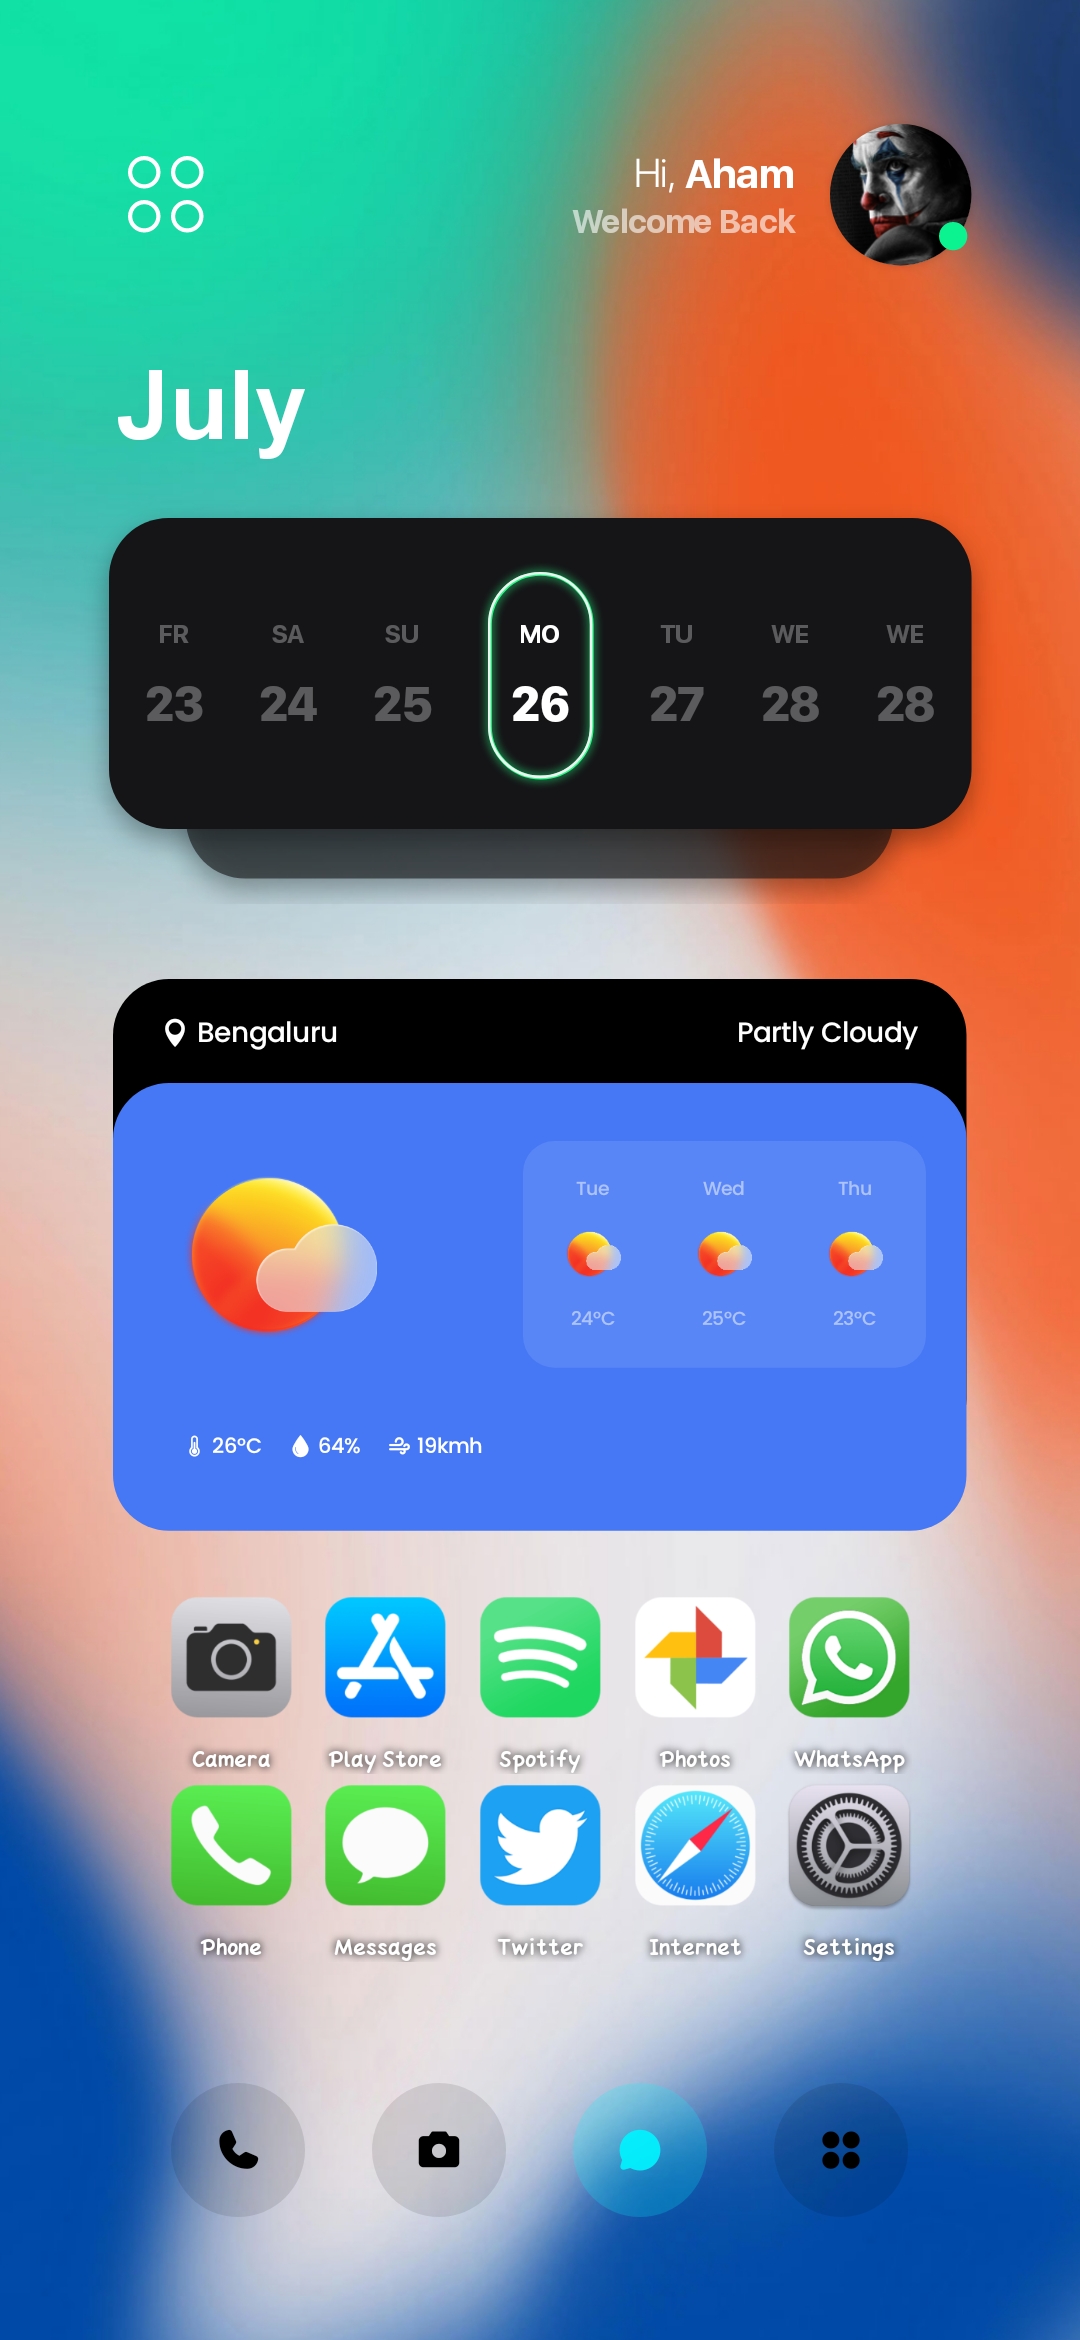 Hi, Aham
Welcome Back
July
FR SA SU MO TU WE WE
23 24 25 26 27 28 28
Bengaluru Partly Cloudy
Tue Wed Thu
24°C 25°C 23°C
26°C 64% 19kmh
Camera Play Store Spotify Photos WhatsApp
Phone Messages Twitter Internet Settings